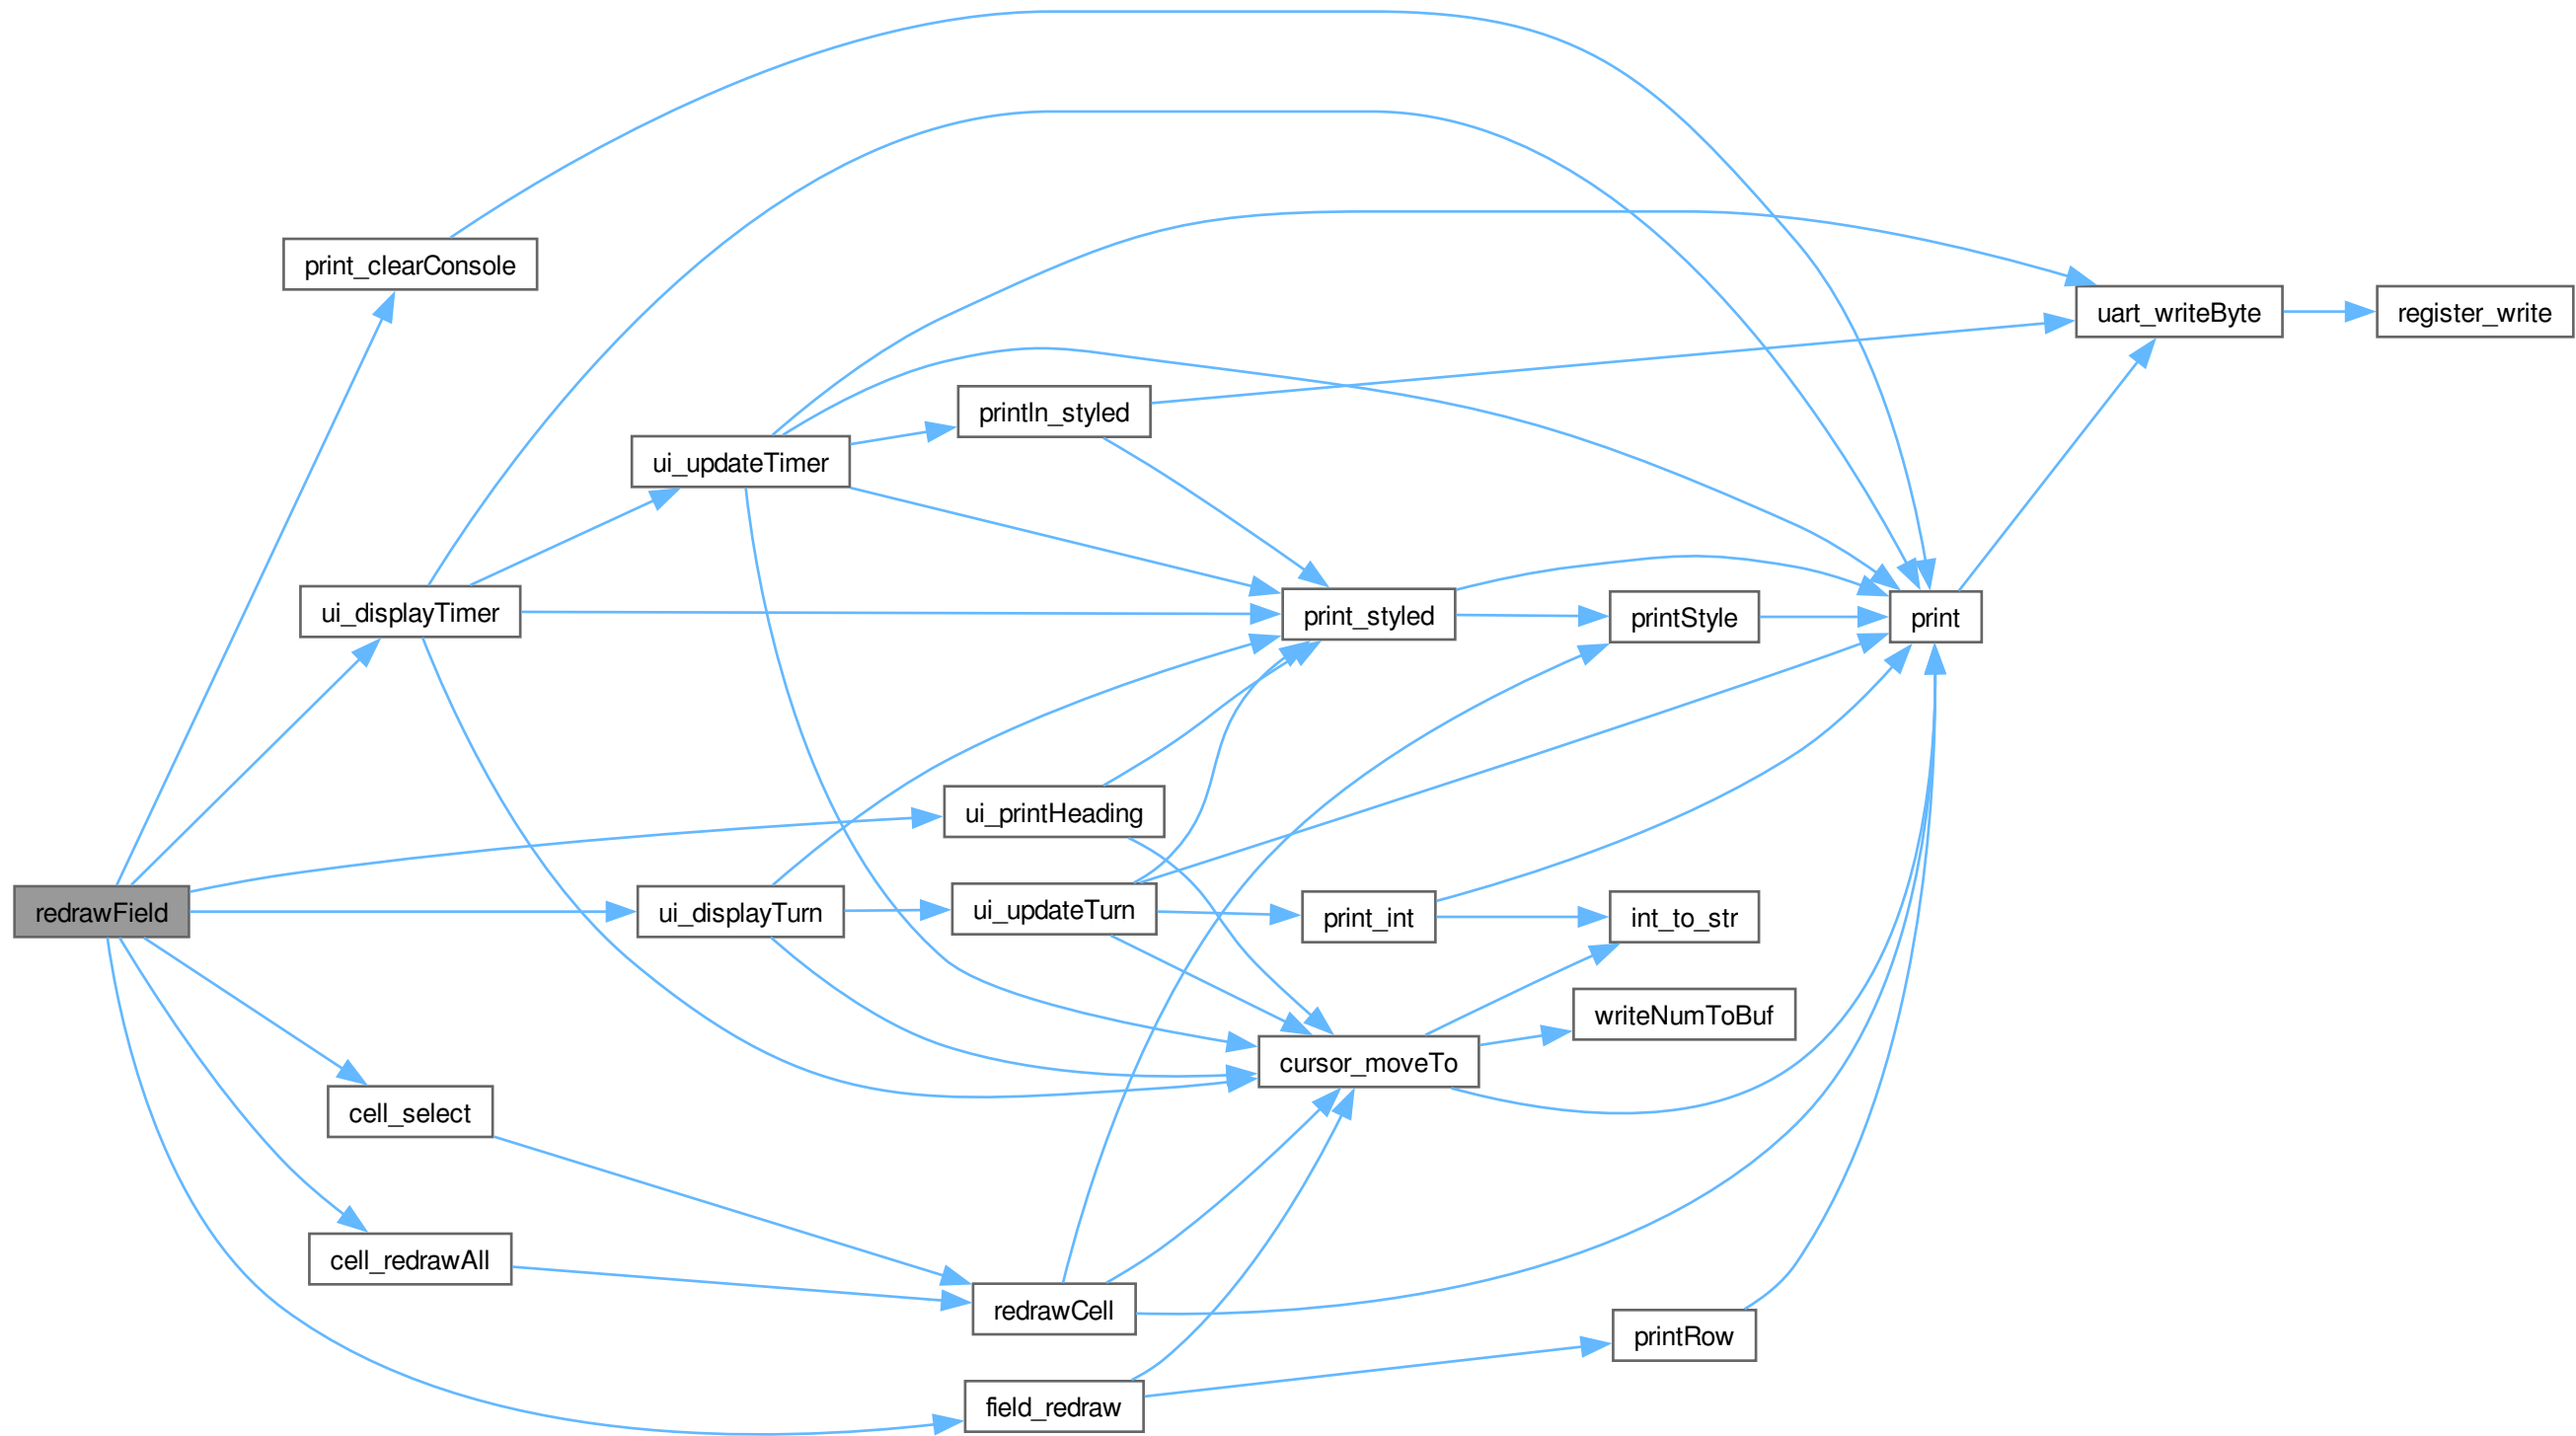 print_clearConsole
uart_writeByte
register_write
println_styled
ui_updateTimer
ui_displayTimer
print_styled
printStyle
print
ui_printHeading
redrawField
ui_displayTurn
ui_updateTurn
print_int
int_to_str
writeNumToBuf
cursor_moveTo
cell_select
cell_redrawAll
redrawCell
printRow
field_redraw